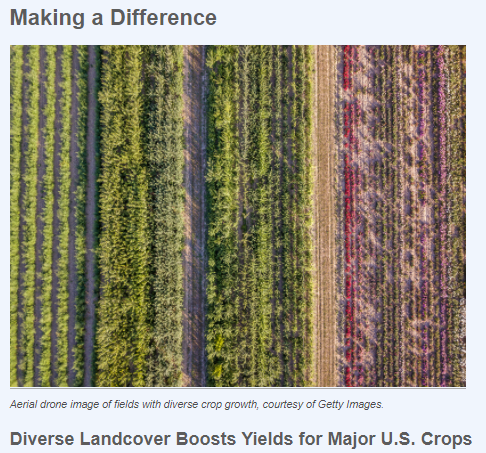 Making a Difference
Aerial drone image of fields with diverse crop growth, courtesy of Getty Images.
Diverse Landcover Boosts Yields for Major U.S. Crops